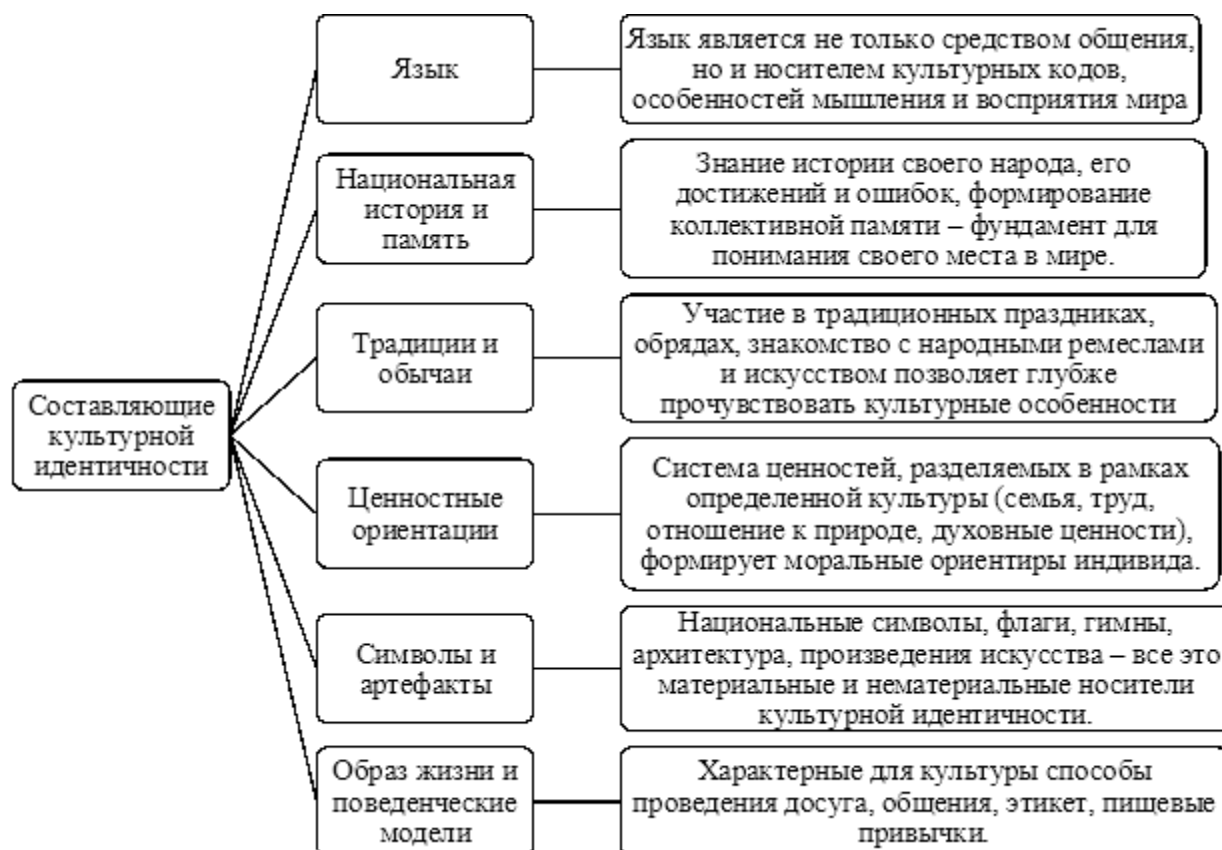 Составляющие
культурной
идентичности
Язык
Язык является не только средством общения,
но и носителем культурных кодов,
особенностей мышления и восприятия мира
Национальная
история и
память
Знание истории своего народа, его
достижений и ошибок, формирование
коллективной памяти – фундамент для
понимания своего места в мире.
Традиции и
обычаи
Участие в традиционных праздниках,
обрядах, знакомство с народными ремеслами
и искусством позволяет глубже
прочувствовать культурные особенности
Ценностные
ориентации
Система ценностей, разделяемых в рамках
определенной культуры (семья, труд,
отношение к природе, духовные ценности),
формирует моральные ориентиры индивида.
Символы и
артефакты
Национальные символы, флаги, гимны,
архитектура, произведения искусства – все это
материальные и нематериальные носители
культурной идентичности.
Образ жизни и
поведенческие
модели
Характерные для культуры способы
проведения досуга, общения, этикет, пищевые
привычки.